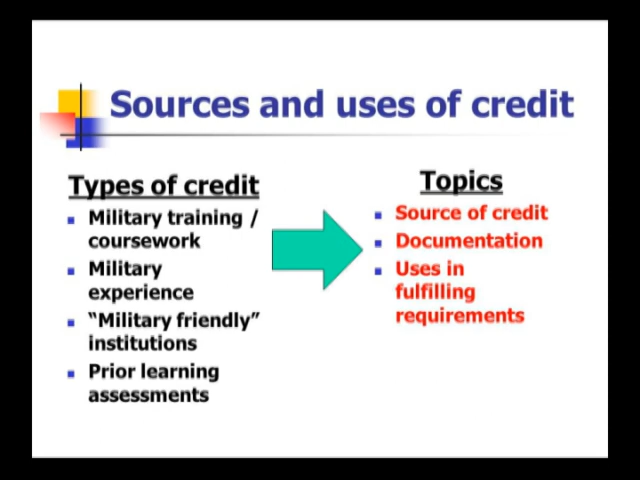 Sources and uses of credit
Types of credit
Military training /
coursework
Military
experience
“Military friendly”
institutions
Prior learning
assessments
Topics
Source of credit
Documentation
Uses in
fulfilling
requirements